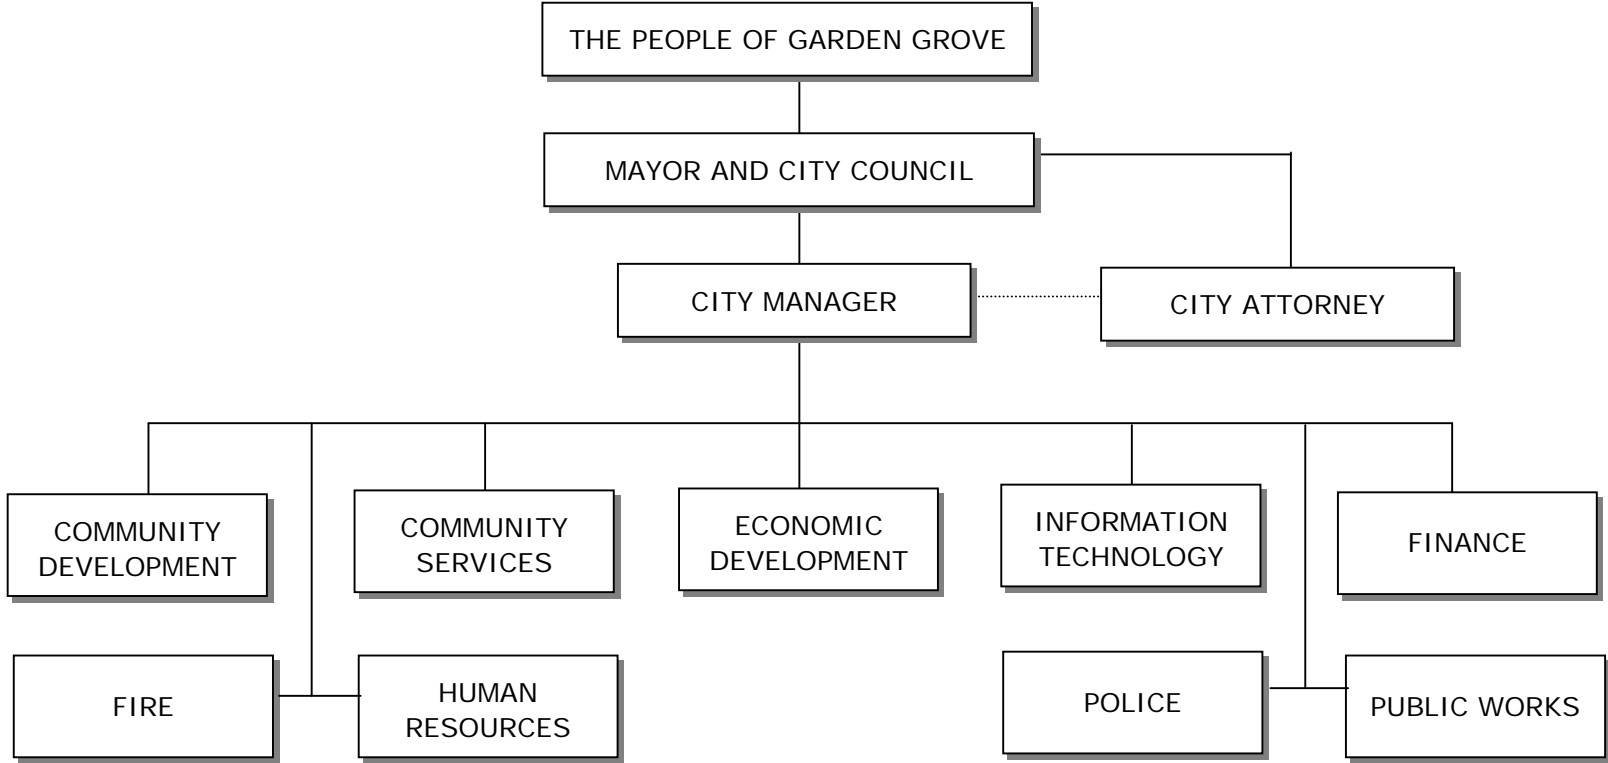 THE PEOPLE OF GARDEN GROVE
MAYOR AND CITY COUNCIL
CITY MANAGER
CITY ATTORNEY
COMMUNITY
DEVELOPMENT
COMMUNITY
SERVICES
ECONOMIC
DEVELOPMENT
INFORMATION
TECHNOLOGY
FINANCE
FIRE
HUMAN
RESOURCES
POLICE
PUBLIC WORKS